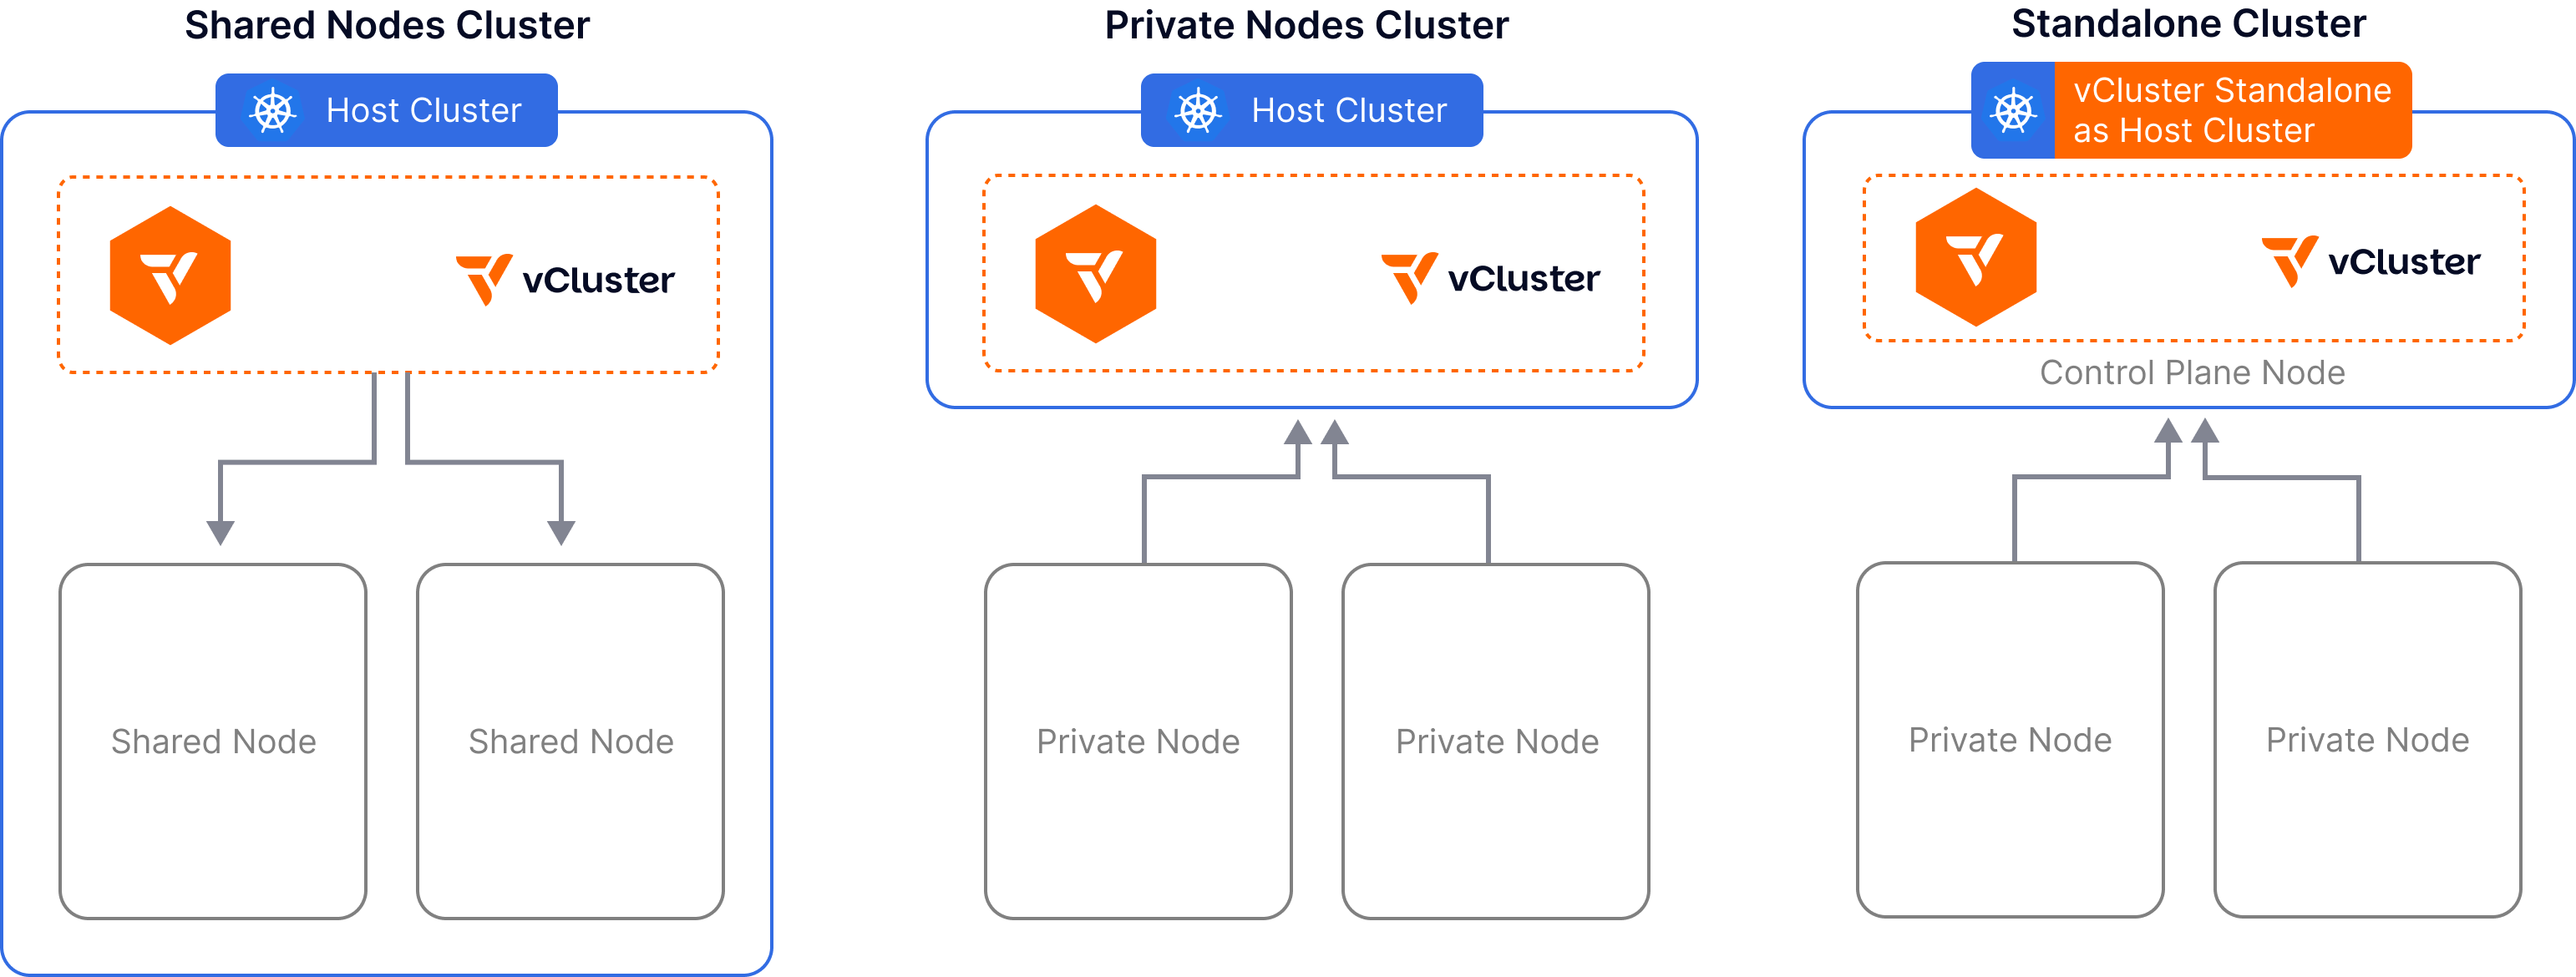 Shared Nodes Cluster
Host Cluster
vCluster
Shared Node
Shared Node
Private Nodes Cluster
Host Cluster
vCluster
Private Node
Private Node
Standalone Cluster
vCluster Standalone
as Host Cluster
vCluster
Control Plane Node
Private Node
Private Node